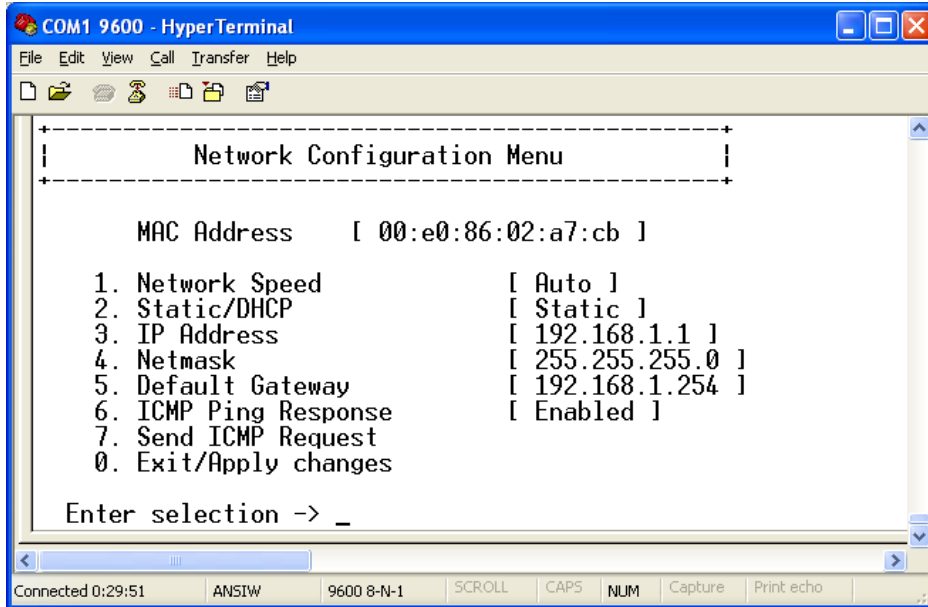 COM1 9600 - HyperTerminal
File Edit View Call Transfer Help
Network Configuration Menu
MAC Address [ 00:e0:86:02:a7:cb ]
1. Network Speed [ Auto ]
2. Static/DHCP [ Static ]
3. IP Address [ 192.168.1.1 ]
4. Netmask [ 255.255.255.0 ]
5. Default Gateway [ 192.168.1.254 ]
6. ICMP Ping Response [ Enabled ]
7. Send ICMP Request
0. Exit/Apply changes
Enter selection -> _
Connected 0:29:51 ANSIW 9600 8-N-1 SCROLL CAPS NUM Capture Print echo